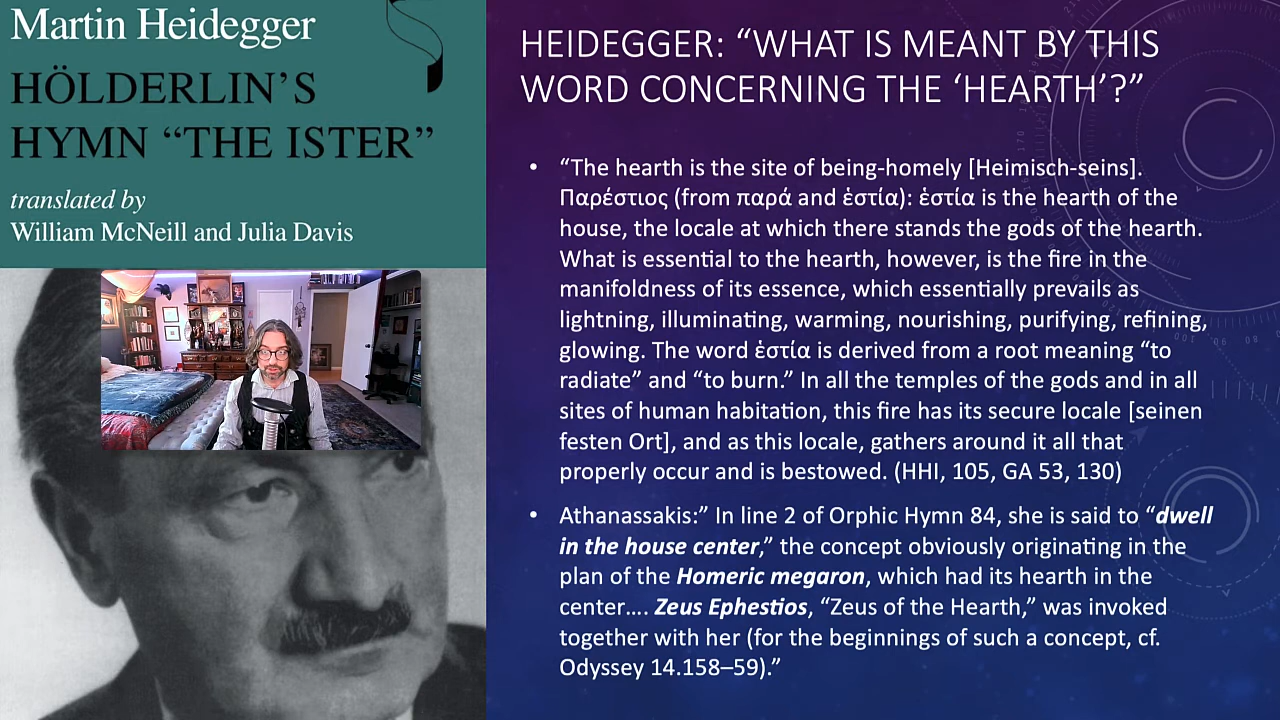 Martin Heidegger
HÖLDERLIN'S
HYMN “THE ISTER”
translated by
William McNeill and Julia Davis
HEIDEGGER: “WHAT IS MEANT BY THIS
WORD CONCERNING THE ‘HEARTH’?”
• “The hearth is the site of being-homely [Heimisch-seins].
Παρέστιος (from παρά and ἑστία): ἑστία is the hearth of the
house, the locale at which there stands the gods of the hearth.
What is essential to the hearth, however, is the fire in the
manifoldness of its essence, which essentially prevails as
lightning, illuminating, warming, nourishing, purifying, refining,
glowing. The word ἑστία is derived from a root meaning “to
radiate” and “to burn.” In all the temples of the gods and in all
sites of human habitation, this fire has its secure locale [seinen
festen Ort], and as this locale, gathers around it all that
properly occur and is bestowed. (HHI, 105, GA 53, 130)
• Athanassakis:” In line 2 of Orphic Hymn 84, she is said to “dwell
in the house center,” the concept obviously originating in the
plan of the Homeric megaron, which had its hearth in the
center…. Zeus Ephestios, “Zeus of the Hearth,” was invoked
together with her (for the beginnings of such a concept, cf.
Odyssey 14.158–59).”